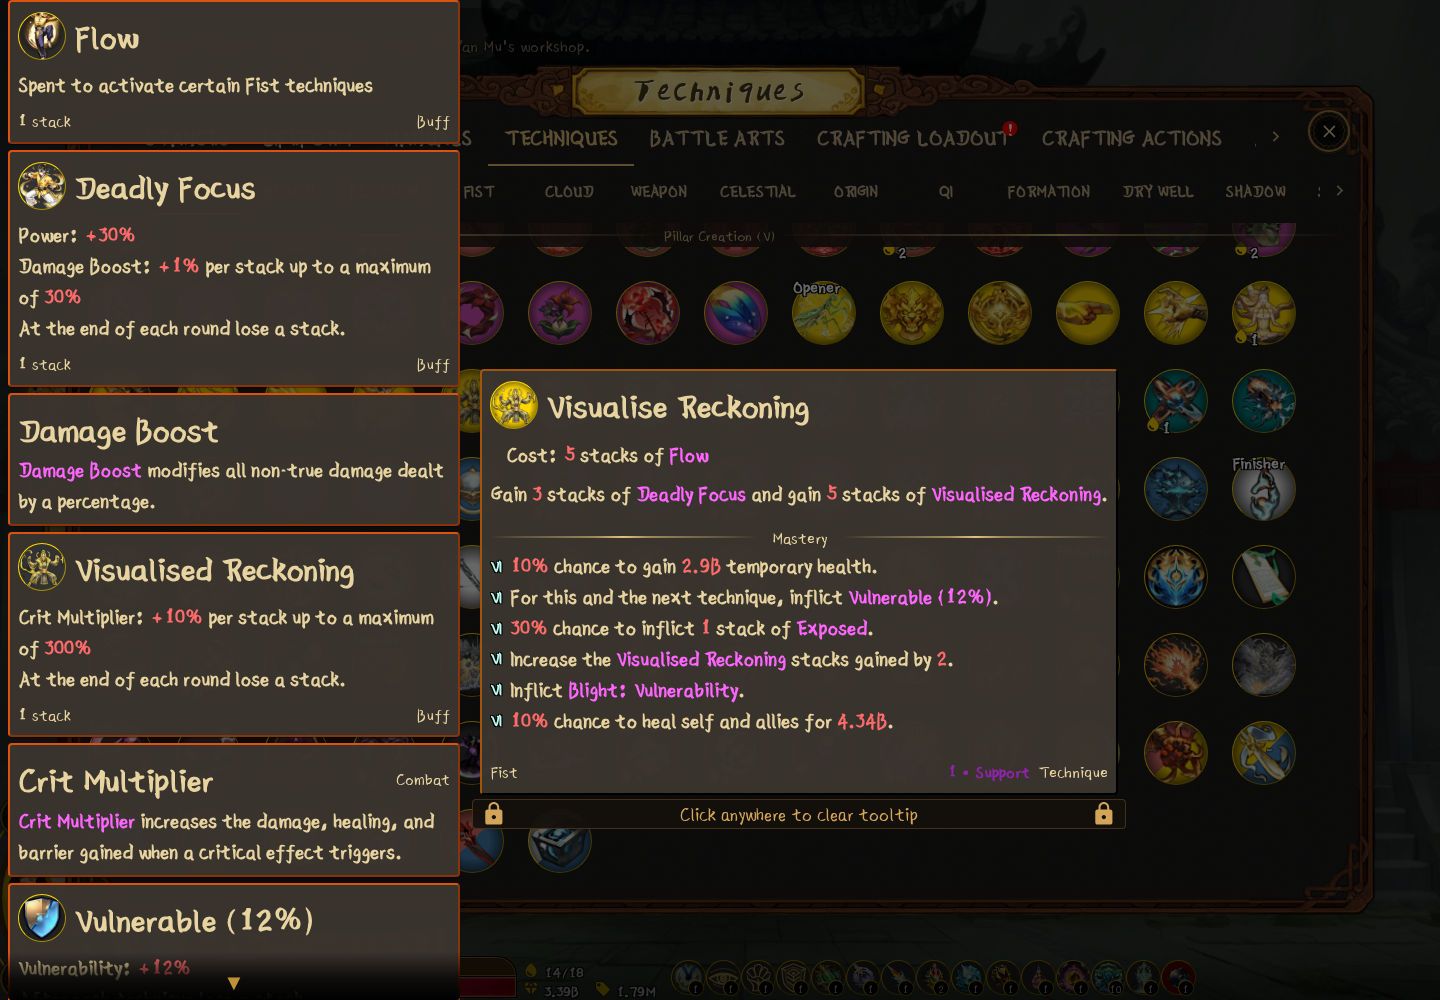 Flow
Spent to activate certain Fist techniques
1 stack
Buff
Deadly Focus
Power: +30%
Damage Boost: +1% per stack up to a maximum
of 30%
At the end of each round lose a stack.
1 stack
Buff
Damage Boost
Damage Boost modifies all non-true damage dealt
by a percentage.
Visualised Reckoning
Crit Multiplier: +10% per stack up to a maximum
of 300%
At the end of each round lose a stack.
1 stack
Buff
Crit Multiplier
Combat
Crit Multiplier increases the damage, healing, and
barrier gained when a critical effect triggers.
Vulnerable (12%)
Vulnerability: +12%
Mu's workshop.
Techniques
TECHNIQUES
BATTLE ARTS
CRAFTING LOADOUT
!
CRAFTING ACTIONS
FIST
CLOUD
WEAPON
CELESTIAL
ORIGIN
QI
FORMATION
DRY WELL
SHADOW
Pillar Creation (V)
2
2
Opener
1
1
Finisher
Visualise Reckoning
Cost: 5 stacks of Flow
Gain 3 stacks of Deadly Focus and gain 5 stacks of Visualised Reckoning.
Mastery
VI 10% chance to gain 2.9B temporary health.
VI For this and the next technique, inflict Vulnerable (12%).
VI 30% chance to inflict 1 stack of Exposed.
VI Increase the Visualised Reckoning stacks gained by 2.
VI Inflict Blight: Vulnerability.
VI 10% chance to heal self and allies for 4.34B.
Fist
1 • Support Technique
Click anywhere to clear tooltip
14/18
3.39B
1.79M